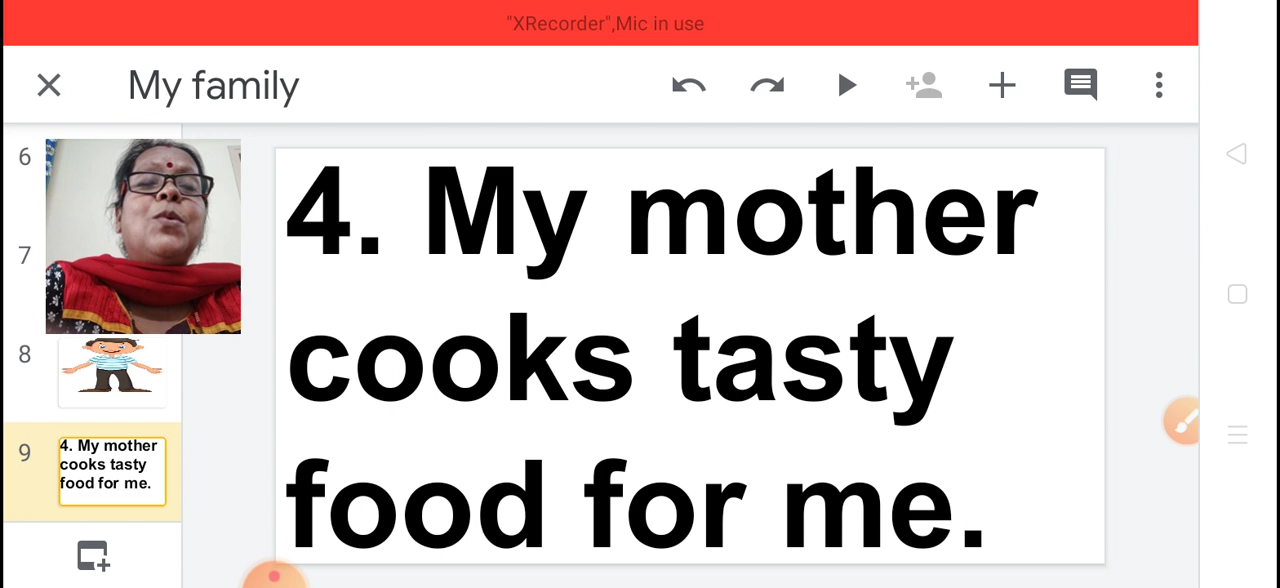 "XRecorder",Mic in use
My family
6
7
8
9
4. My mother
cooks tasty
food for me.
4. My mother
cooks tasty
food for me.